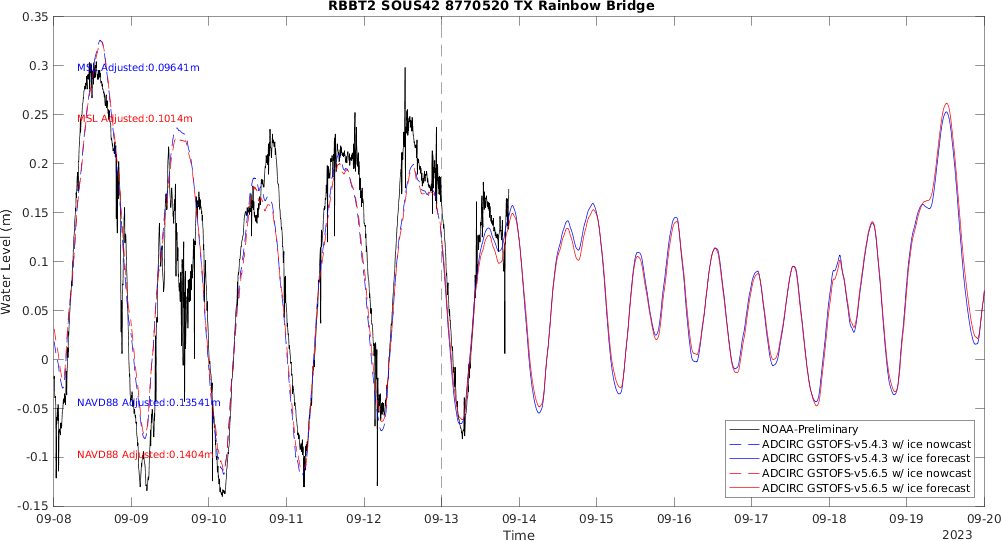 RBBT2 SOUS42 8770520 TX Rainbow Bridge
0.35
0.3
0.25
0.2
0.15
0.1
0.05
0
-0.05
-0.1
-0.15
Water Level (m)
MSL Adjusted:0.09641m
MSL Adjusted:0.1014m
NAVD88 Adjusted:0.13541m
NAVD88 Adjusted:0.1404m
NOAA-Preliminary
ADCIRC GSTOFS-v5.4.3 w/ ice nowcast
ADCIRC GSTOFS-v5.4.3 w/ ice forecast
ADCIRC GSTOFS-v5.6.5 w/ ice nowcast
ADCIRC GSTOFS-v5.6.5 w/ ice forecast
09-08 09-09 09-10 09-11 09-12 09-13 09-14 09-15 09-16 09-17 09-18 09-19 09-20
Time
2023